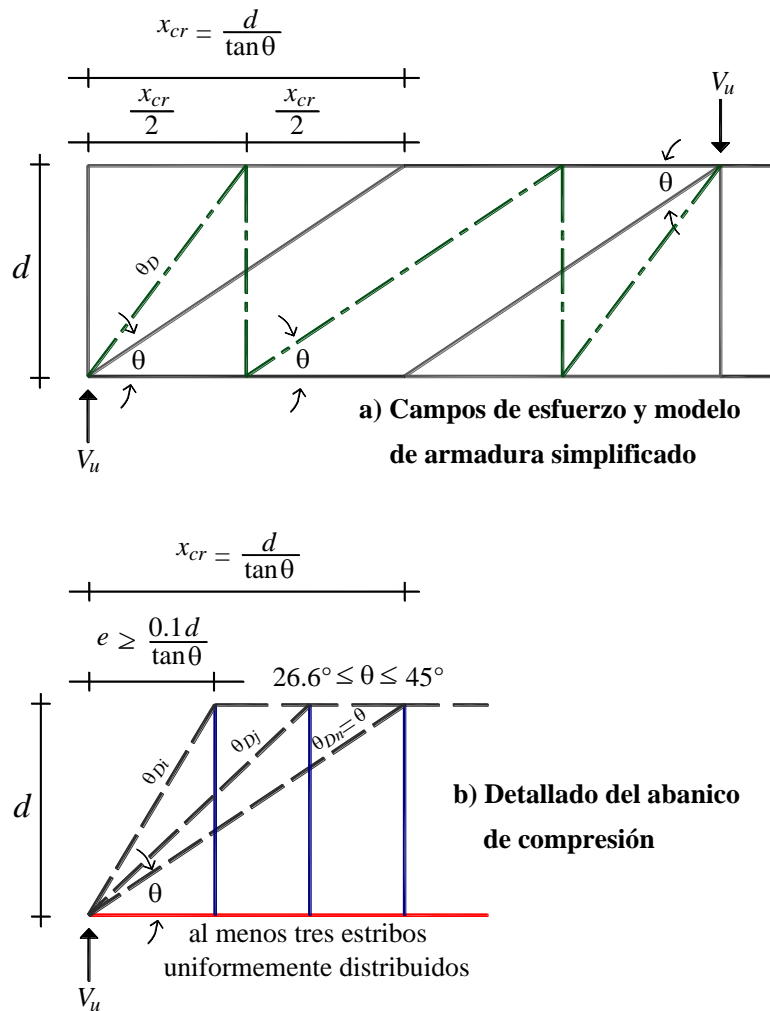 x_cr = d / tanθ
V_u
x_cr / 2    x_cr / 2
d
θ_D
θ
θ
θ
a) Campos de esfuerzo y modelo
de armadura simplificado
V_u
x_cr = d / tanθ
e ≥ 0.1d / tanθ
26.6° ≤ θ ≤ 45°
θ_Di
θ_Dj
θ_Dn = θ
d
b) Detallado del abanico
de compresión
θ
al menos tres estribos
uniformemente distribuidos
V_u